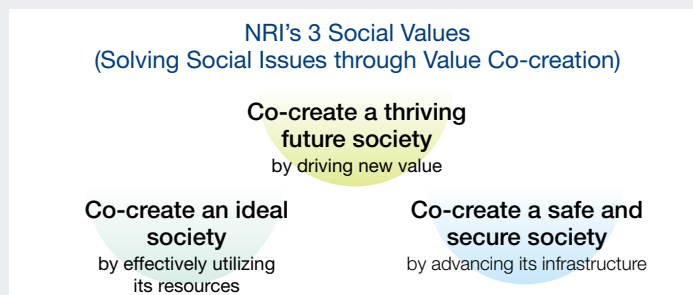 NRI's 3 Social Values
(Solving Social Issues through Value Co-creation)
Co-create a thriving
future society
by driving new value
Co-create an ideal
society
by effectively utilizing
its resources
Co-create a safe and
secure society
by advancing its infrastructure